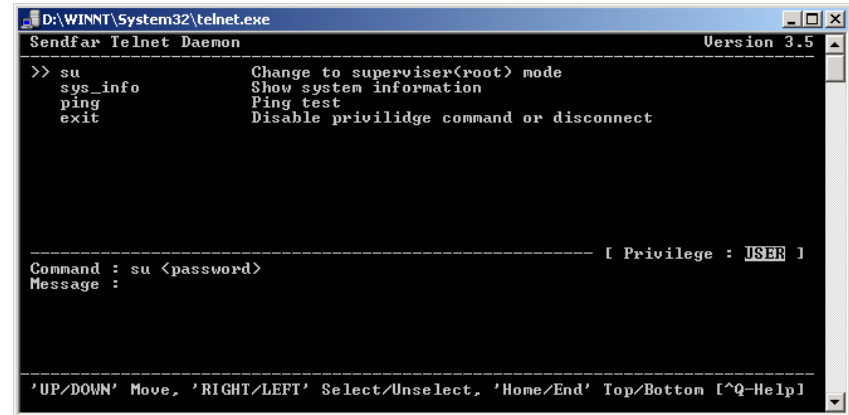 D:\WINNT\System32\telnet.exe
Sendfar Telnet Daemon Version 3.5
>> su Change to superviser(root) mode
sys_info Show system information
ping Ping test
exit Disable privilidge command or disconnect
[ Privilege : USER ]
Command : su <password>
Message :
'UP/DOWN' Move, 'RIGHT/LEFT' Select/Unselect, 'Home/End' Top/Bottom [^Q-Help]